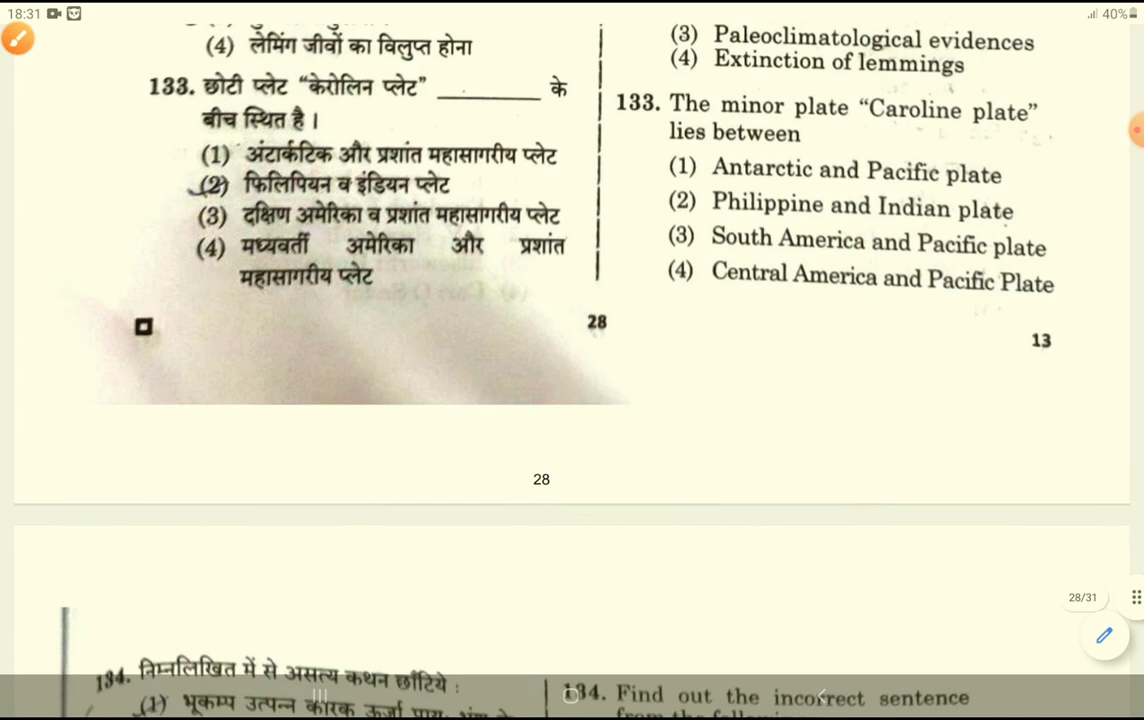 18:31
40%
(4) लेमिंग जीवों का विलुप्त होना
133. छोटी प्लेट “केरोलिन प्लेट” ________ के
बीच स्थित है ।
(1) अंटार्कटिक और प्रशांत महासागरीय प्लेट
(2) फिलिपियन व इंडियन प्लेट
(3) दक्षिण अमेरिका व प्रशांत महासागरीय प्लेट
(4) मध्यवर्ती अमेरिका और प्रशांत
महासागरीय प्लेट
(3) Paleoclimatological evidences
(4) Extinction of lemmings
133. The minor plate “Caroline plate”
lies between
(1) Antarctic and Pacific plate
(2) Philippine and Indian plate
(3) South America and Pacific plate
(4) Central America and Pacific Plate
28
13
28
28/31
134. निम्नलिखित में से असत्य कथन छाँटिये :
(1) भूकम्प उत्पन्न कारक ऊर्जा
134. Find out the incorrect sentence
from the